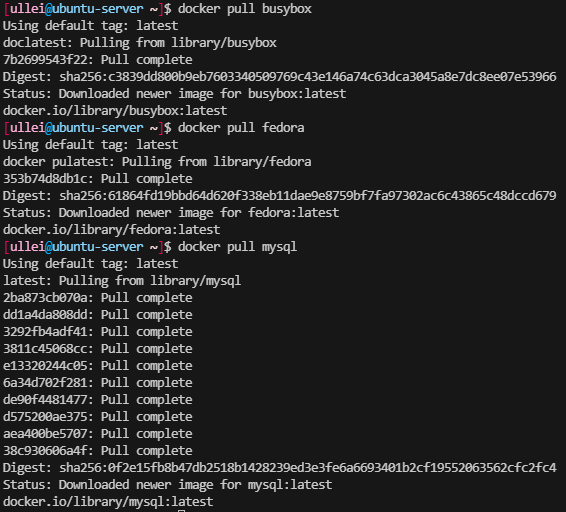 [ullei@ubuntu-server ~]$ docker pull busybox
Using default tag: latest
doclatest: Pulling from library/busybox
7b2699543f22: Pull complete
Digest: sha256:c3839dd800b9eb7603340509769c43e146a74c63dca3045a8e7dc8ee07e53966
Status: Downloaded newer image for busybox:latest
docker.io/library/busybox:latest
[ullei@ubuntu-server ~]$ docker pull fedora
Using default tag: latest
docker pulatest: Pulling from library/fedora
353b74d8db1c: Pull complete
Digest: sha256:61864fd19bbd64d620f338eb11dae9e8759bf7fa97302ac6c43865c48dccd679
Status: Downloaded newer image for fedora:latest
docker.io/library/fedora:latest
[ullei@ubuntu-server ~]$ docker pull mysql
Using default tag: latest
latest: Pulling from library/mysql
2ba873cb070a: Pull complete
dd1a4da808dd: Pull complete
3292fb4adf41: Pull complete
3811c45068cc: Pull complete
e13320244c05: Pull complete
6a34d702f281: Pull complete
de90f4481477: Pull complete
d575200ae375: Pull complete
aea400be5707: Pull complete
38c930606a4f: Pull complete
Digest: sha256:0f2e15fb8b47db2518b1428239ed3e3fe6a6693401b2cf19552063562cfc2fc4
Status: Downloaded newer image for mysql:latest
docker.io/library/mysql:latest